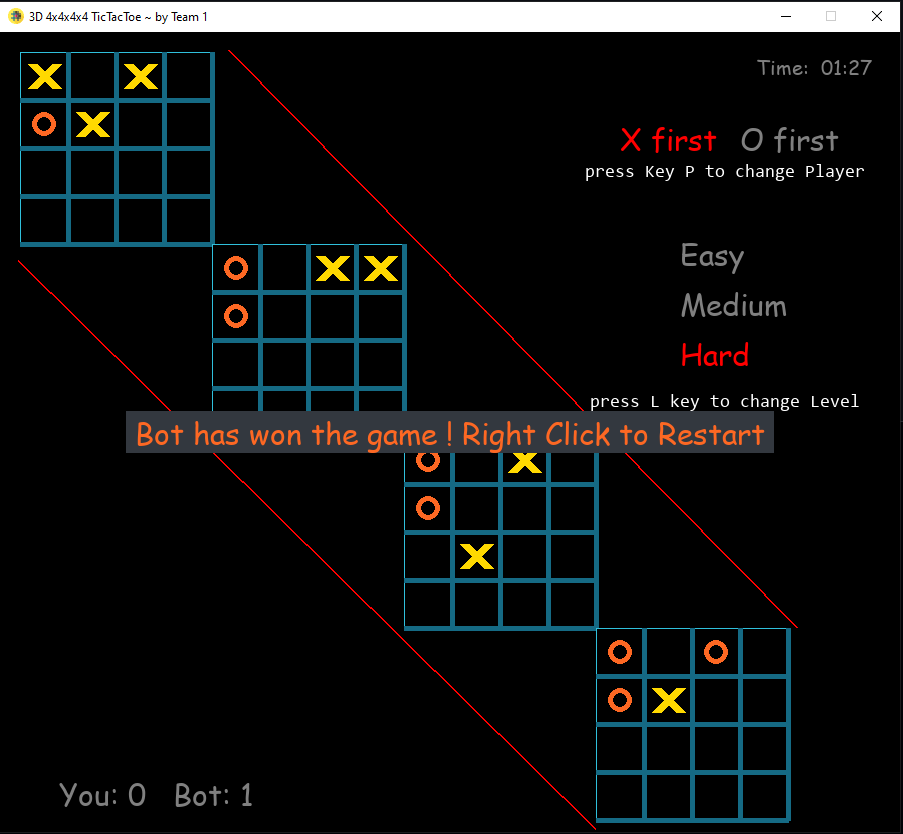 3D 4x4x4x4 TicTacToe ~ by Team 1
Time: 01:27
X first O first
press Key P to change Player
Easy
Medium
Hard
press L key to change Level
Bot has won the game ! Right Click to Restart
You: 0 Bot: 1